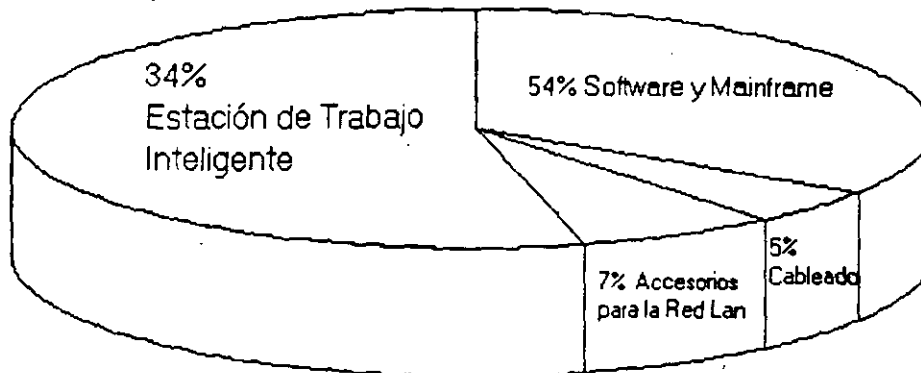 34%
Estación de Trabajo
Inteligente
54% Software y Mainframe
7% Accesorios
para la Red Lan
5%
Cableado